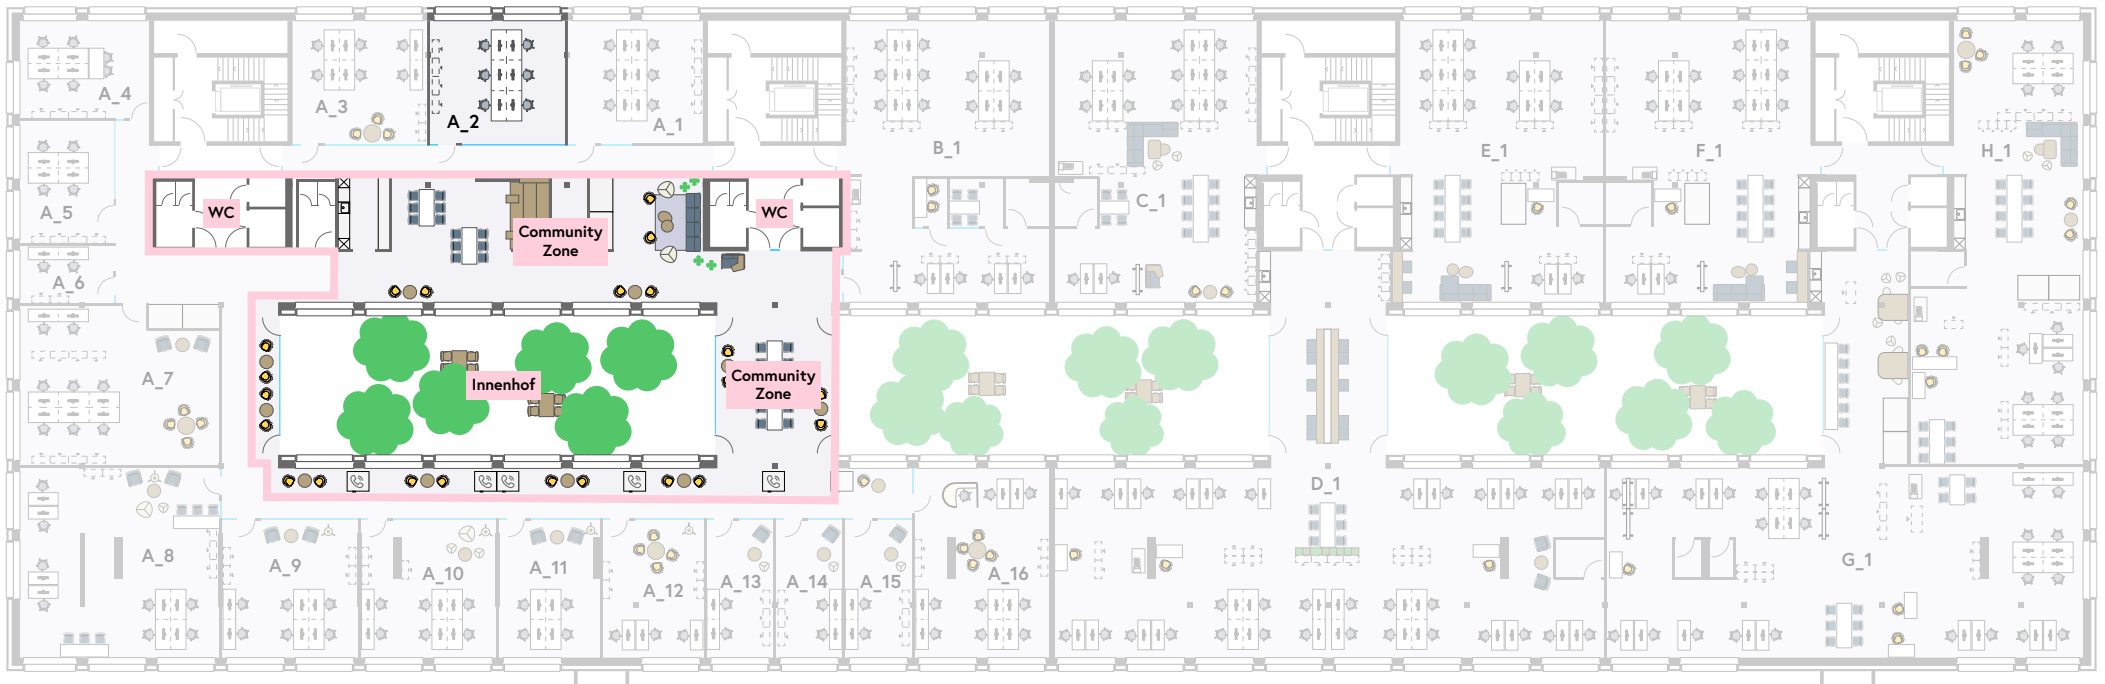 A_4
A_3
A_2
A_1
B_1
E_1
F_1
H_1
A_5
WC
Community
Zone
WC
C_1
A_6
A_7
Innenhof
Community
Zone
D_1
A_8
A_9
A_10
A_11
A_12
A_13
A_14
A_15
A_16
G_1